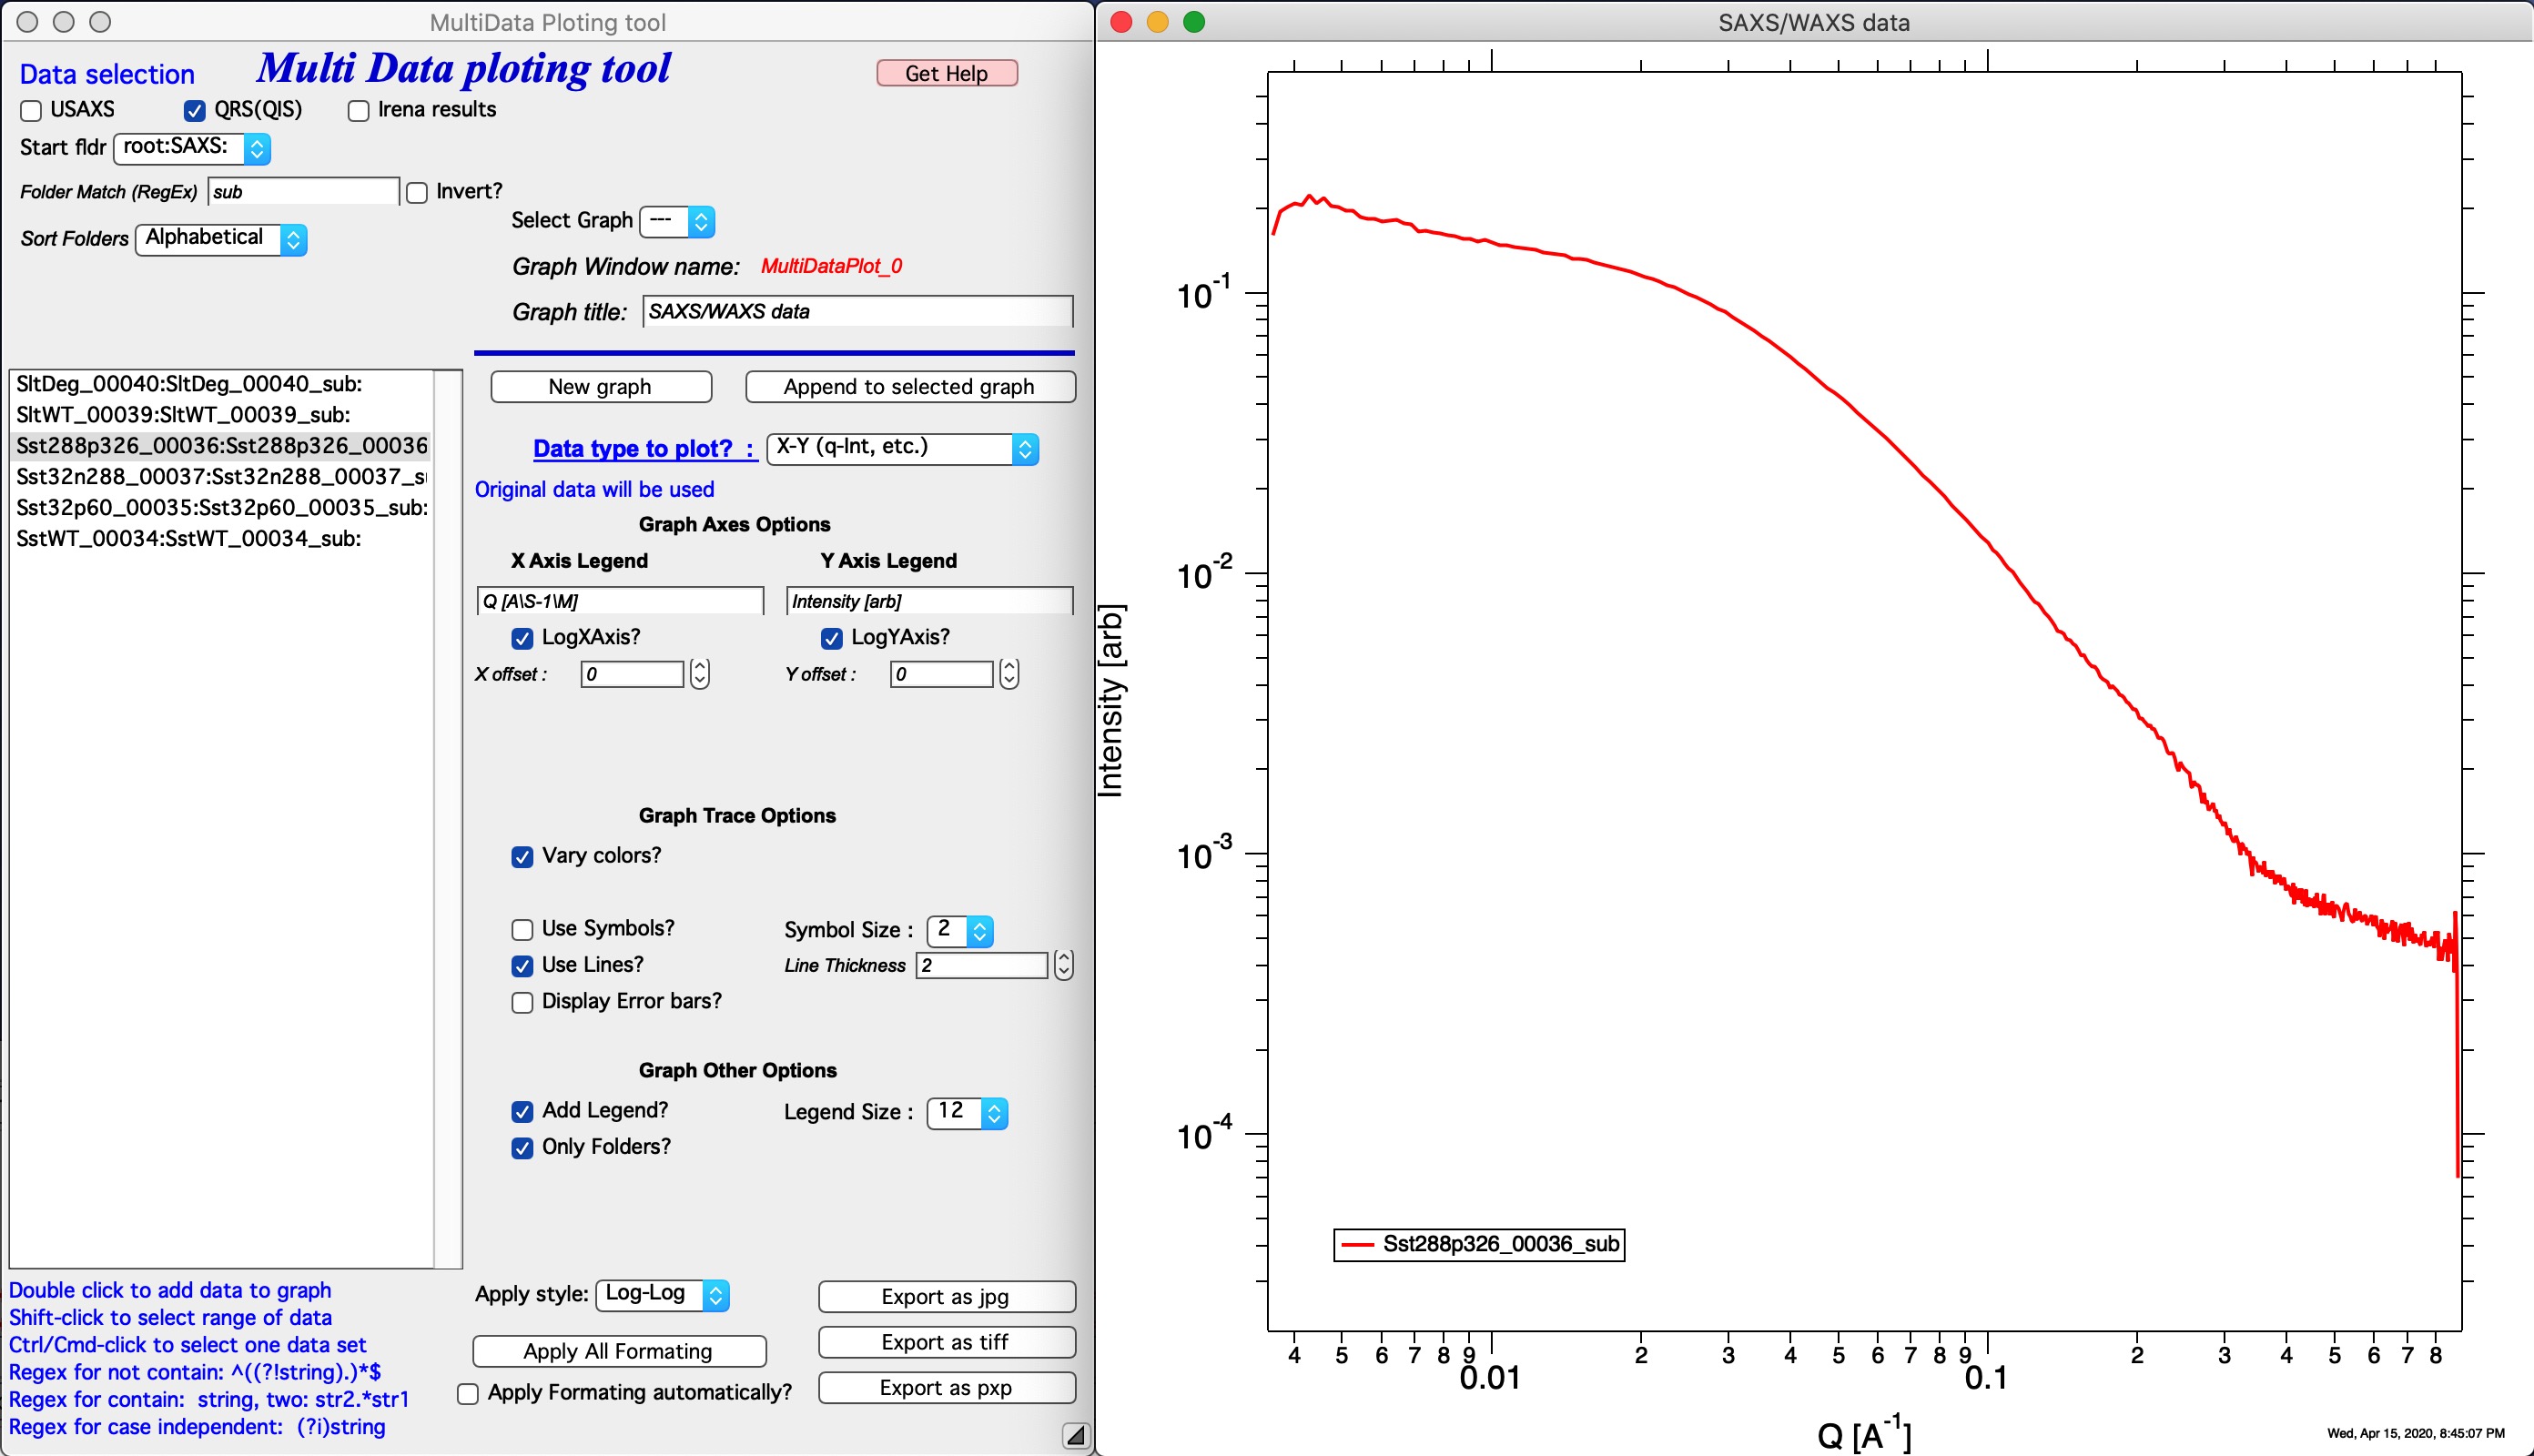 MultiData Ploting tool
Data selection
Multi Data ploting tool
Get Help
USAXS
QRS(QIS)
Irena results
Start fldr root:SAXS:
Folder Match (RegEx) sub
Invert?
Sort Folders Alphabetical
Select Graph ---
Graph Window name: MultiDataPlot_0
Graph title: SAXS/WAXS data
SltDeg_00040:SltDeg_00040_sub:
SltWT_00039:SltWT_00039_sub:
Sst288p326_00036:Sst288p326_00036
Sst32n288_00037:Sst32n288_00037_s
Sst32p60_00035:Sst32p60_00035_sub:
SstWT_00034:SstWT_00034_sub:
New graph
Append to selected graph
Data type to plot? : X-Y (q-Int, etc.)
Original data will be used
Graph Axes Options
X Axis Legend
Y Axis Legend
Q [A\S-1\M]
Intensity [arb]
LogXAxis?
LogYAxis?
X offset : 0
Y offset : 0
Graph Trace Options
Vary colors?
Use Symbols?
Symbol Size : 2
Use Lines?
Line Thickness 2
Display Error bars?
Graph Other Options
Add Legend?
Legend Size : 12
Only Folders?
Double click to add data to graph
Shift-click to select range of data
Ctrl/Cmd-click to select one data set
Regex for not contain: ^((?!string).)*$
Regex for contain: string, two: str2.*str1
Regex for case independent: (?i)string
Apply style: Log-Log
Export as jpg
Apply All Formating
Export as tiff
Apply Formating automatically?
Export as pxp
SAXS/WAXS data
10-1
10-2
10-3
10-4
Intensity [arb]
Sst288p326_00036_sub
4 5 6 7 8 9 2 3 4 5 6 7 8 9 2 3 4 5 6 7 8
0.01 0.1
Q [A-1]
Wed, Apr 15, 2020, 8:45:07 PM